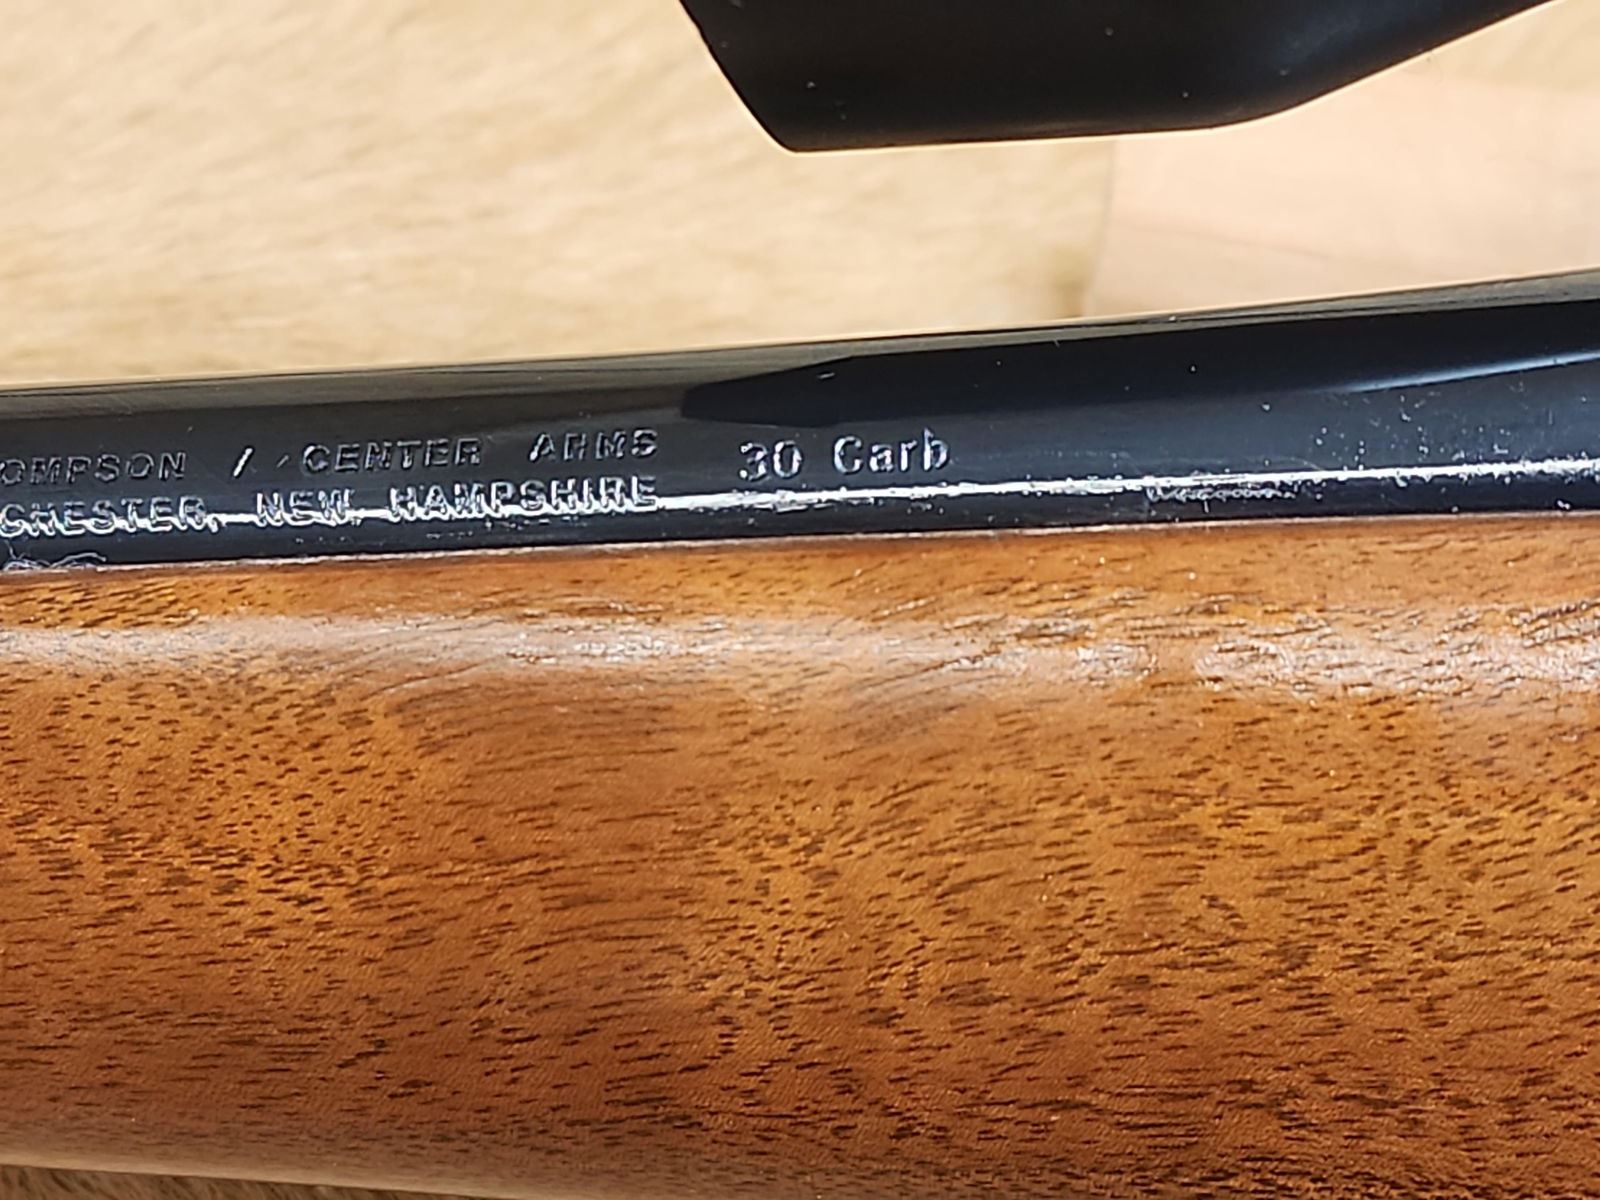 OMPSON / CENTER ARMS 30 Carb
CHESTER, NEW HAMPSHIRE